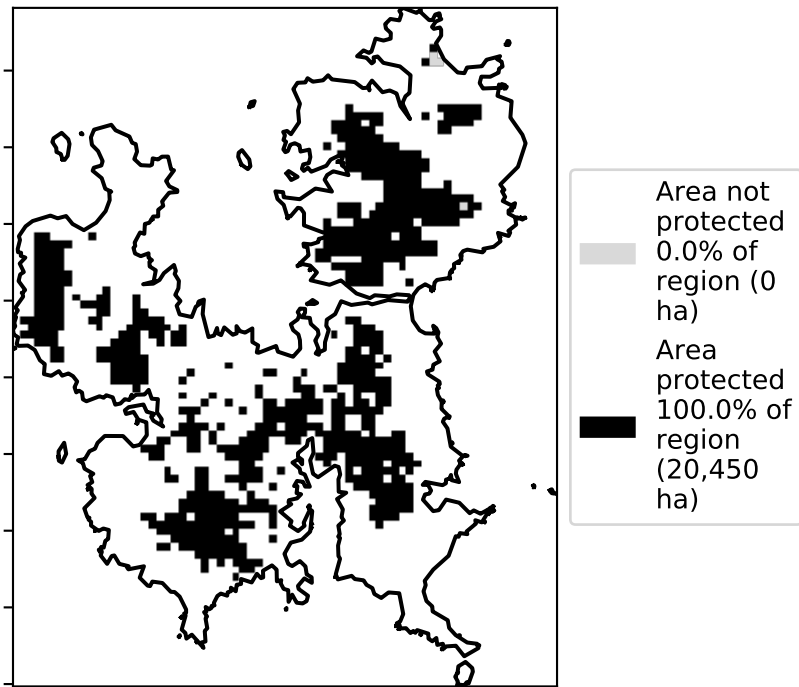 Area not
protected
0.0% of
region (0
ha)
Area
protected
100.0% of
region
(20,450
ha)